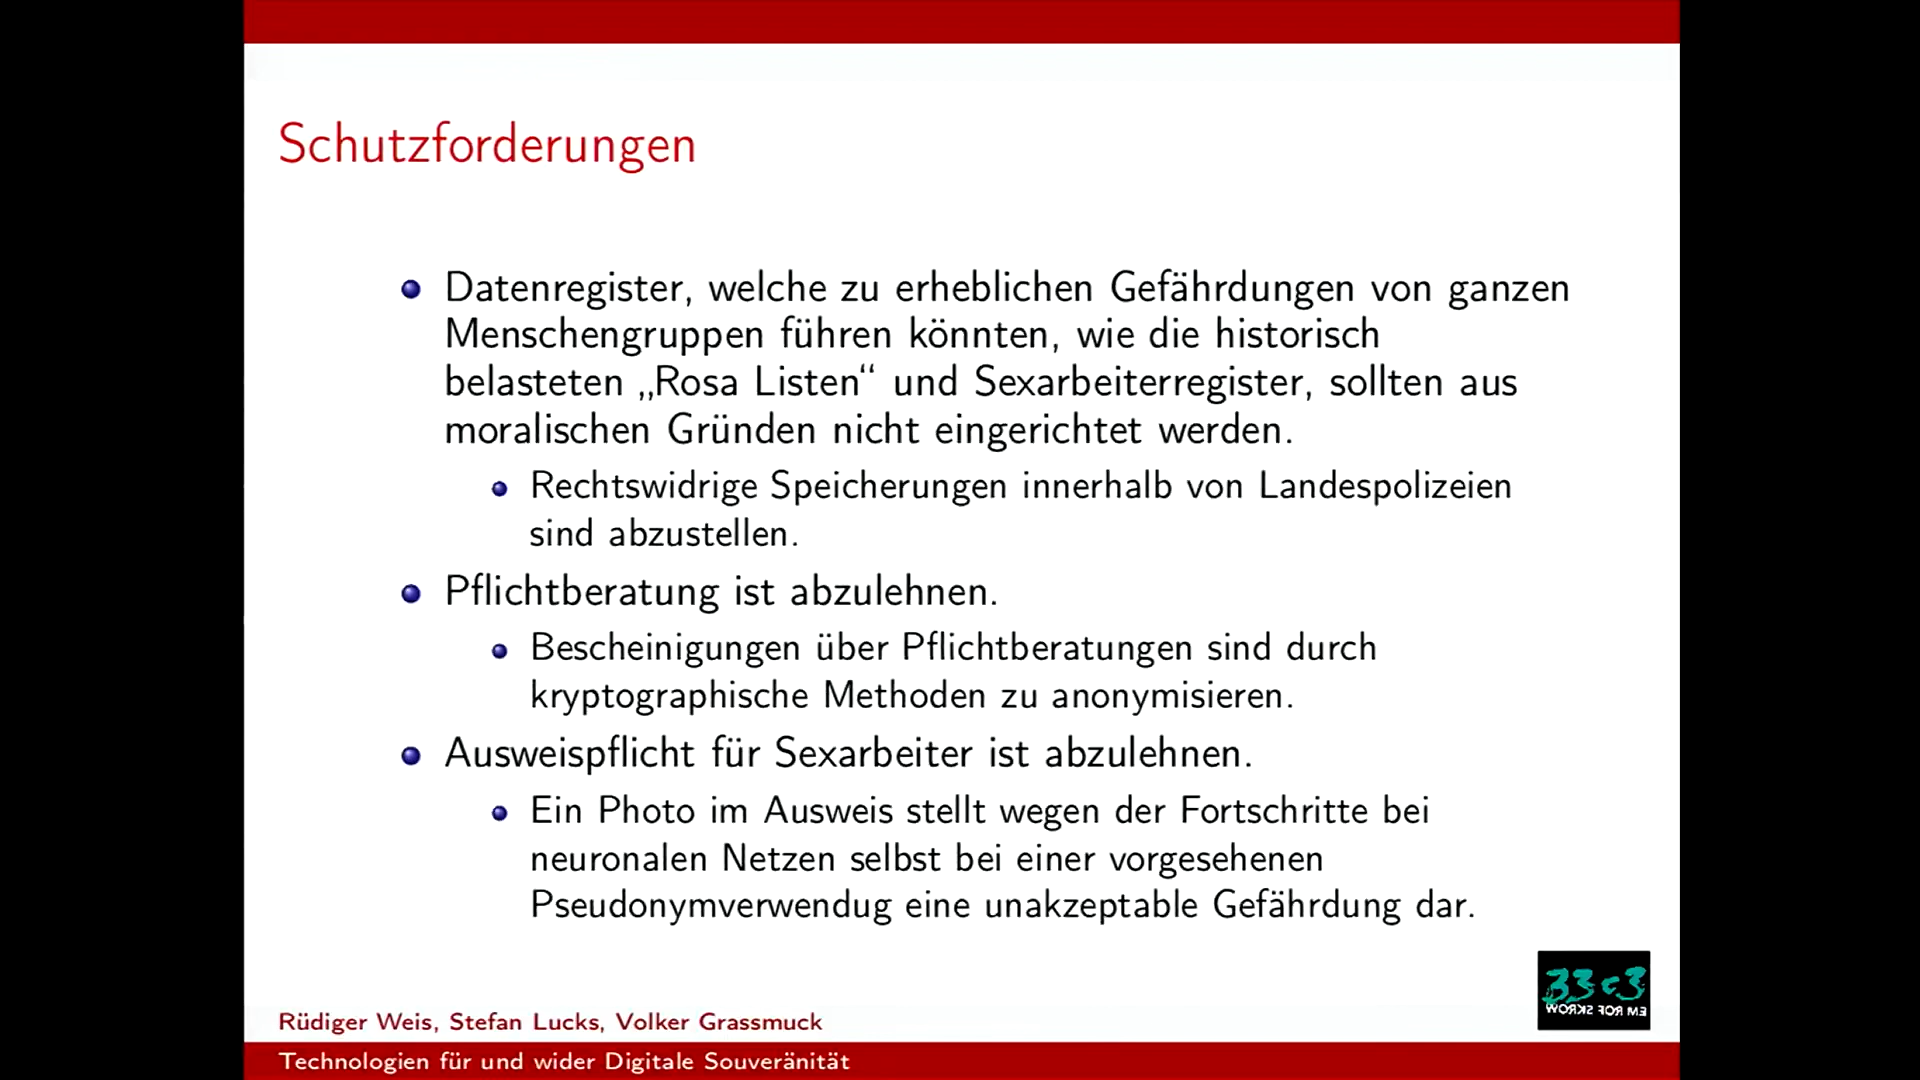 Schutzforderungen
Datenregister, welche zu erheblichen Gefährdungen von ganzen
Menschengruppen führen könnten, wie die historisch
belasteten „Rosa Listen“ und Sexarbeiterregister, sollten aus
moralischen Gründen nicht eingerichtet werden.
Rechtswidrige Speicherungen innerhalb von Landespolizeien
sind abzustellen.
Pflichtberatung ist abzulehnen.
Bescheinigungen über Pflichtberatungen sind durch
kryptographische Methoden zu anonymisieren.
Ausweispflicht für Sexarbeiter ist abzulehnen.
Ein Photo im Ausweis stellt wegen der Fortschritte bei
neuronalen Netzen selbst bei einer vorgesehenen
Pseudonymverwendug eine unakzeptable Gefährdung dar.
33c3
WORKS FOR ME
Rüdiger Weis, Stefan Lucks, Volker Grassmuck
Technologien für und wider Digitale Souveränität